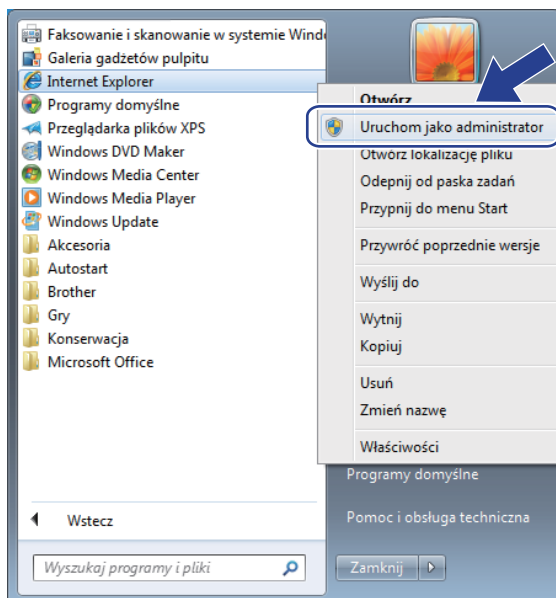 Faksowanie i skanowanie w systemie Windo
Galeria gadżetów pulpitu
Internet Explorer
Programy domyślne
Przeglądarka plików XPS
Windows DVD Maker
Windows Media Center
Windows Media Player
Windows Update
Akcesoria
Autostart
Brother
Gry
Konserwacja
Microsoft Office
Wstecz
Wyszukaj programy i pliki
Otwórz
Uruchom jako administrator
Otwórz lokalizację pliku
Odepnij od paska zadań
Przypnij do menu Start
Przywróć poprzednie wersje
Wyślij do
Wytnij
Kopiuj
Usuń
Zmień nazwę
Właściwości
Programy domyślne
Pomoc i obsługa techniczna
Zamknij